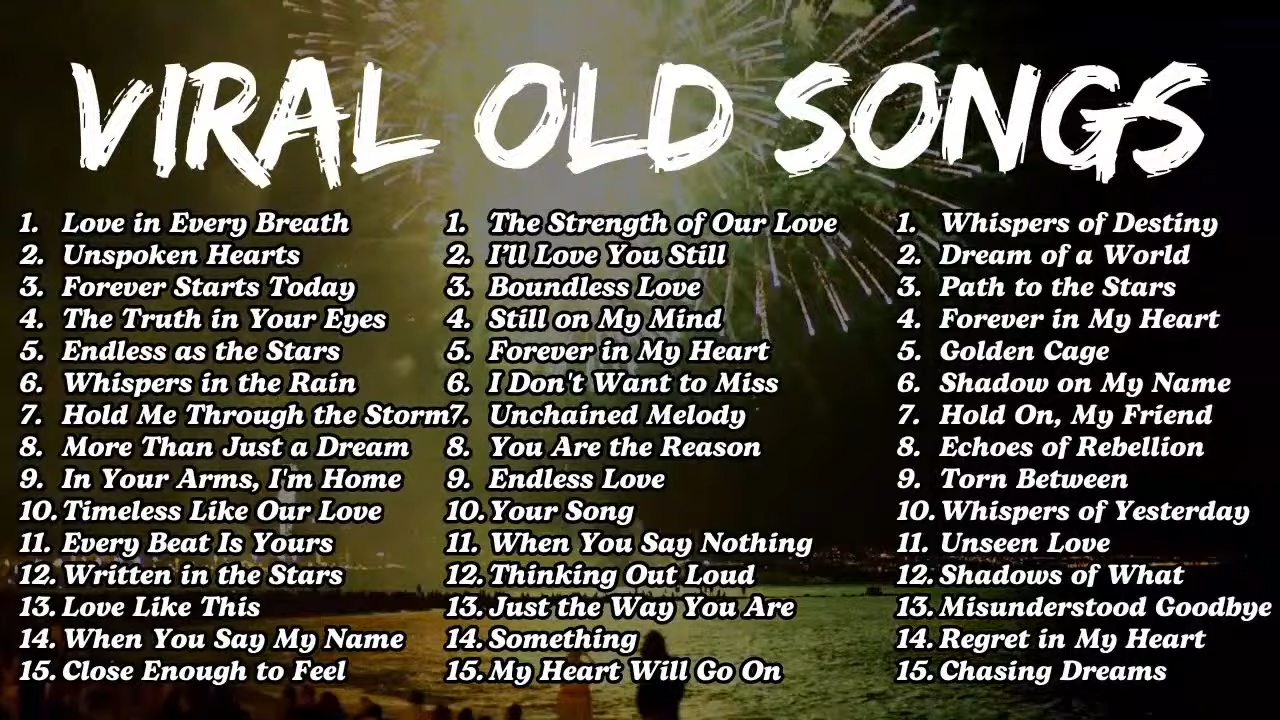 VIRAL OLD SONGS
1. Love in Every Breath
2. Unspoken Hearts
3. Forever Starts Today
4. The Truth in Your Eyes
5. Endless as the Stars
6. Whispers in the Rain
7. Hold Me Through the Storm
8. More Than Just a Dream
9. In Your Arms, I'm Home
10. Timeless Like Our Love
11. Every Beat Is Yours
12. Written in the Stars
13. Love Like This
14. When You Say My Name
15. Close Enough to Feel
1. The Strength of Our Love
2. I'll Love You Still
3. Boundless Love
4. Still on My Mind
5. Forever in My Heart
6. I Don't Want to Miss
7. Unchained Melody
8. You Are the Reason
9. Endless Love
10. Your Song
11. When You Say Nothing
12. Thinking Out Loud
13. Just the Way You Are
14. Something
15. My Heart Will Go On
1. Whispers of Destiny
2. Dream of a World
3. Path to the Stars
4. Forever in My Heart
5. Golden Cage
6. Shadow on My Name
7. Hold On, My Friend
8. Echoes of Rebellion
9. Torn Between
10. Whispers of Yesterday
11. Unseen Love
12. Shadows of What
13. Misunderstood Goodbye
14. Regret in My Heart
15. Chasing Dreams